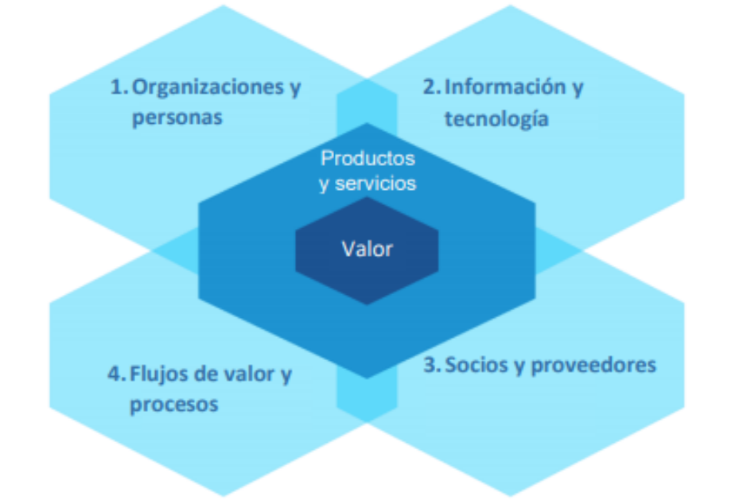 1. Organizaciones y
personas
2. Información y
tecnología
Productos
y servicios
Valor
4. Flujos de valor y
procesos
3. Socios y proveedores